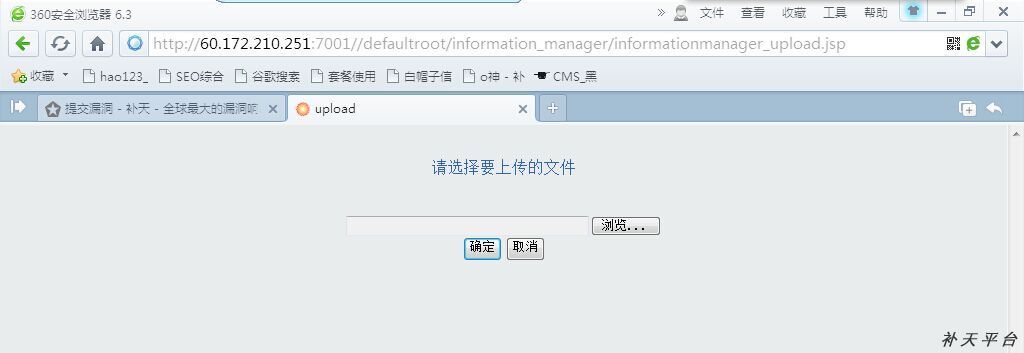 360安全浏览器 6.3
» 文件 查看 收藏 工具 帮助
http://60.172.210.251:7001//defaultroot/information_manager/informationmanager_upload.jsp
收藏 hao123_ SEO综合 谷歌搜索 套餐使用 白帽子信 o神 - 补 CMS_黑
提交漏洞 - 补天 - 全球最大的漏洞响 upload
请选择要上传的文件
浏览...
确定 取消
补天平台